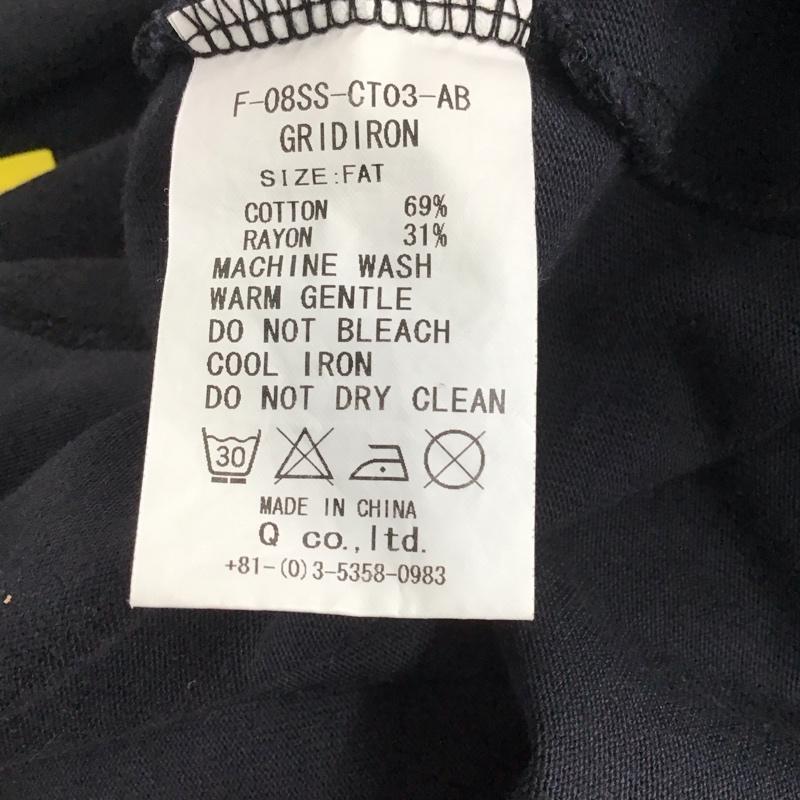 F-08SS-CT03-AB
GRIDIRON
SIZE:FAT
COTTON 69%
RAYON 31%
MACHINE WASH
WARM GENTLE
DO NOT BLEACH
COOL IRON
DO NOT DRY CLEAN
30
MADE IN CHINA
Q co.,ltd.
+81-(0)3-5358-0983